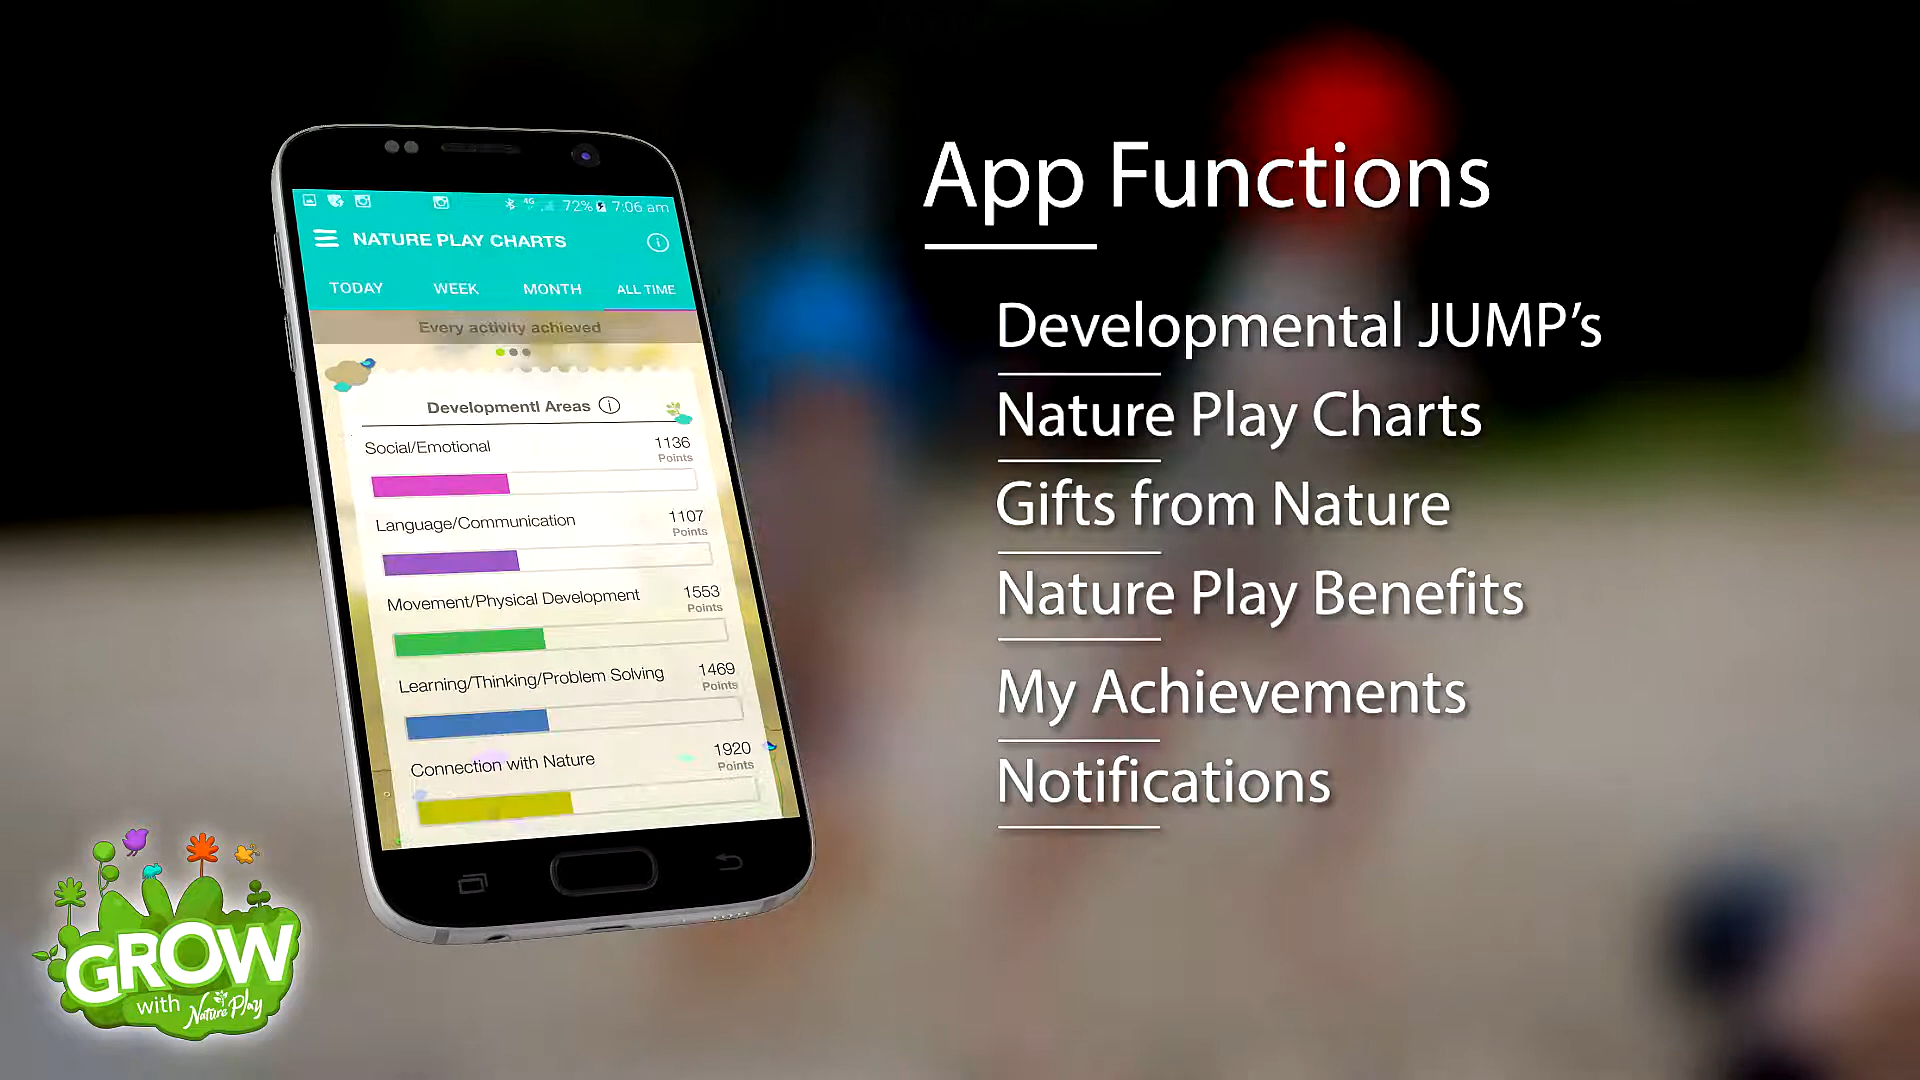 72% 7:06 am
NATURE PLAY CHARTS
TODAY WEEK MONTH ALL TIME
Every activity achieved
Developmentl Areas
Social/Emotional 1136 Points
Language/Communication 1107 Points
Movement/Physical Development 1553 Points
Learning/Thinking/Problem Solving 1469 Points
Connection with Nature 1920 Points
App Functions
Developmental JUMP’s
Nature Play Charts
Gifts from Nature
Nature Play Benefits
My Achievements
Notifications
GROW
with Nature Play